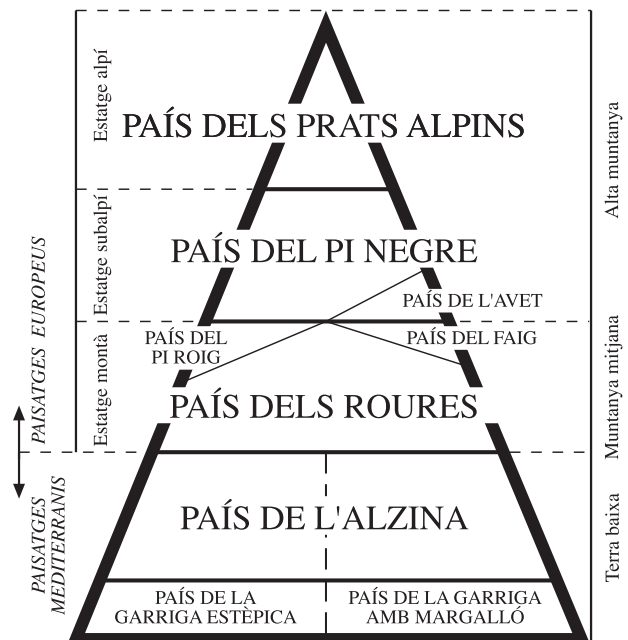 Estatge alpí
PAÍS DELS PRATS ALPINS
Alta muntanya
PAISATGES EUROPEUS
Estatge subalpí
PAÍS DEL PI NEGRE
PAÍS DE L'AVET
PAÍS DEL
PI ROIG
PAÍS DEL FAIG
Estatge montà
PAÍS DELS ROURES
Muntanya mitjana
PAISATGES
MEDITERRANIS
PAÍS DE L'ALZINA
Terra baixa
PAÍS DE LA
GARRIGA ESTÈPICA
PAÍS DE LA GARRIGA
AMB MARGALLÓ